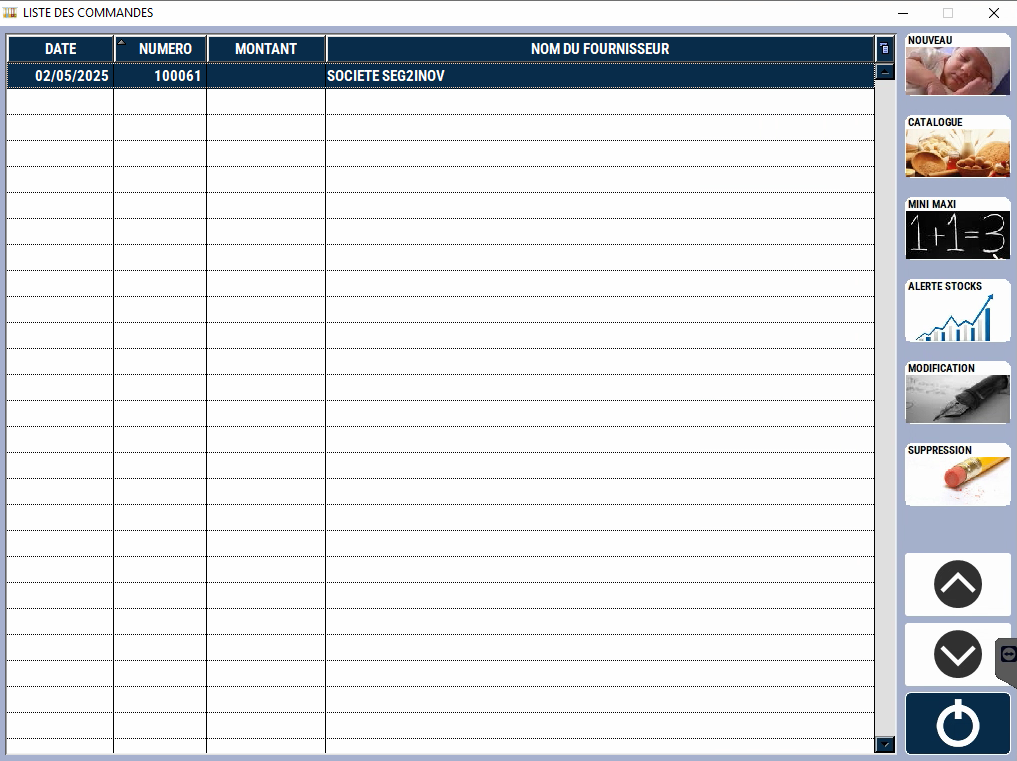 LISTE DES COMMANDES
DATE NUMERO MONTANT NOM DU FOURNISSEUR
02/05/2025 100061 SOCIETE SEG2INOV
NOUVEAU
CATALOGUE
MINI MAXI
1+1=3
ALERTE STOCKS
MODIFICATION
SUPPRESSION